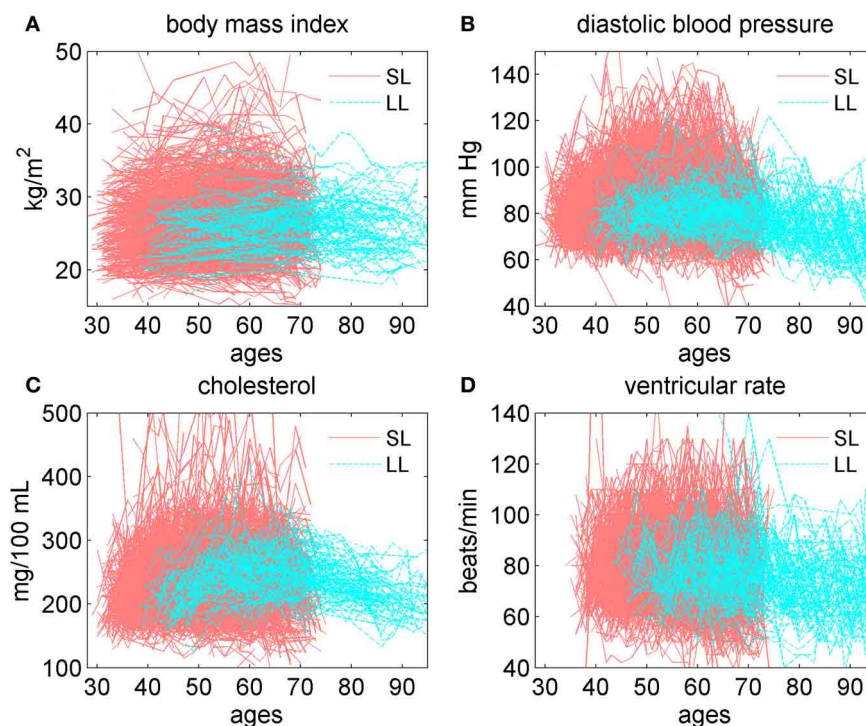 A body mass index
50
40
30
20
kg/m²
30 40 50 60 70 80 90
ages
SL
LL
B diastolic blood pressure
140
120
100
80
60
40
mm Hg
30 40 50 60 70 80 90
ages
SL
LL
C cholesterol
500
400
300
200
100
mg/100 mL
30 40 50 60 70 80 90
ages
SL
LL
D ventricular rate
140
120
100
80
60
40
beats/min
30 40 50 60 70 80 90
ages
SL
LL